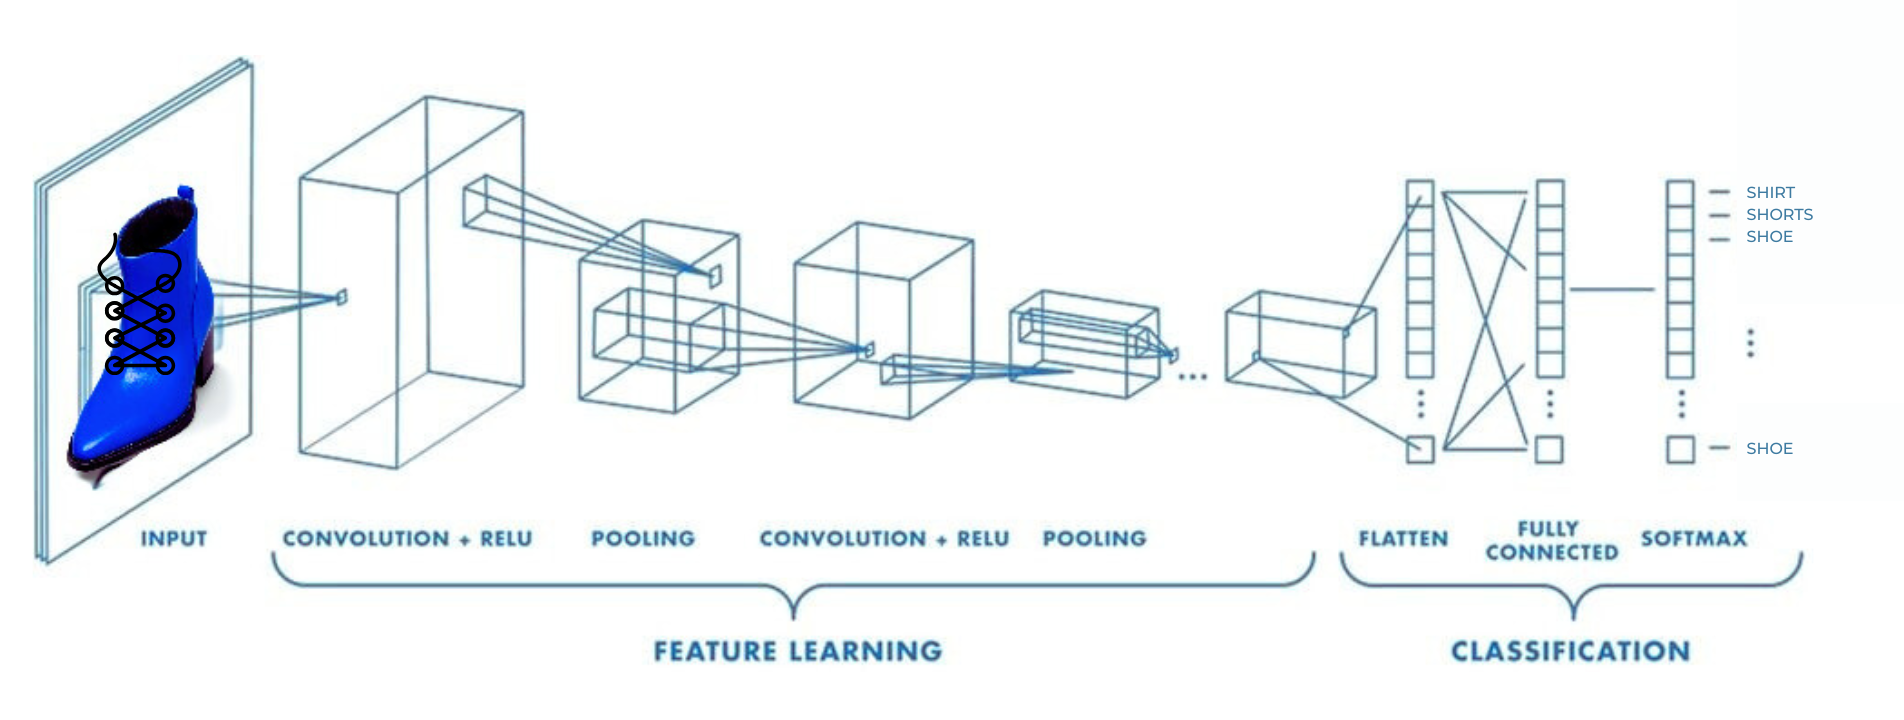 SHIRT
SHORTS
SHOE
SHOE
INPUT
CONVOLUTION + RELU
POOLING
CONVOLUTION + RELU
POOLING
FLATTEN
FULLY
CONNECTED
SOFTMAX
FEATURE LEARNING
CLASSIFICATION